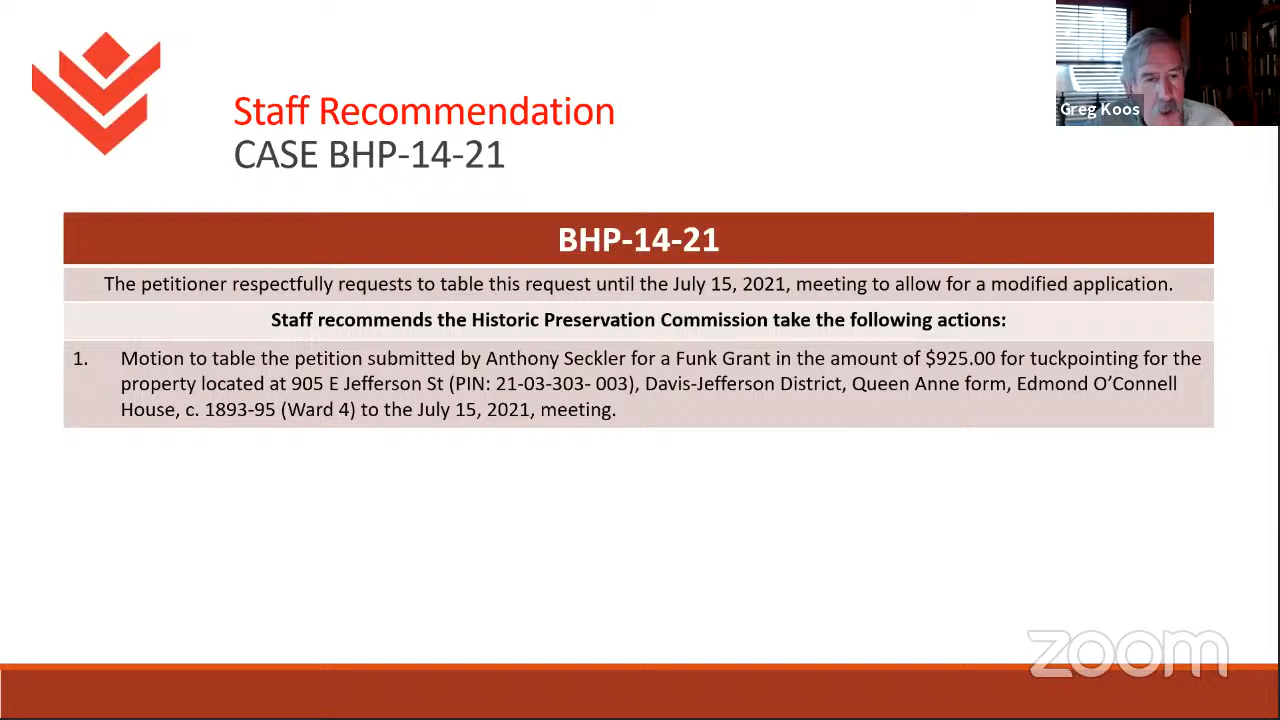 Greg Koos
Staff Recommendation
CASE BHP-14-21
BHP-14-21
The petitioner respectfully requests to table this request until the July 15, 2021, meeting to allow for a modified application.
Staff recommends the Historic Preservation Commission take the following actions:
1. Motion to table the petition submitted by Anthony Seckler for a Funk Grant in the amount of $925.00 for tuckpointing for the
property located at 905 E Jefferson St (PIN: 21-03-303- 003), Davis-Jefferson District, Queen Anne form, Edmond O’Connell
House, c. 1893-95 (Ward 4) to the July 15, 2021, meeting.
zoom